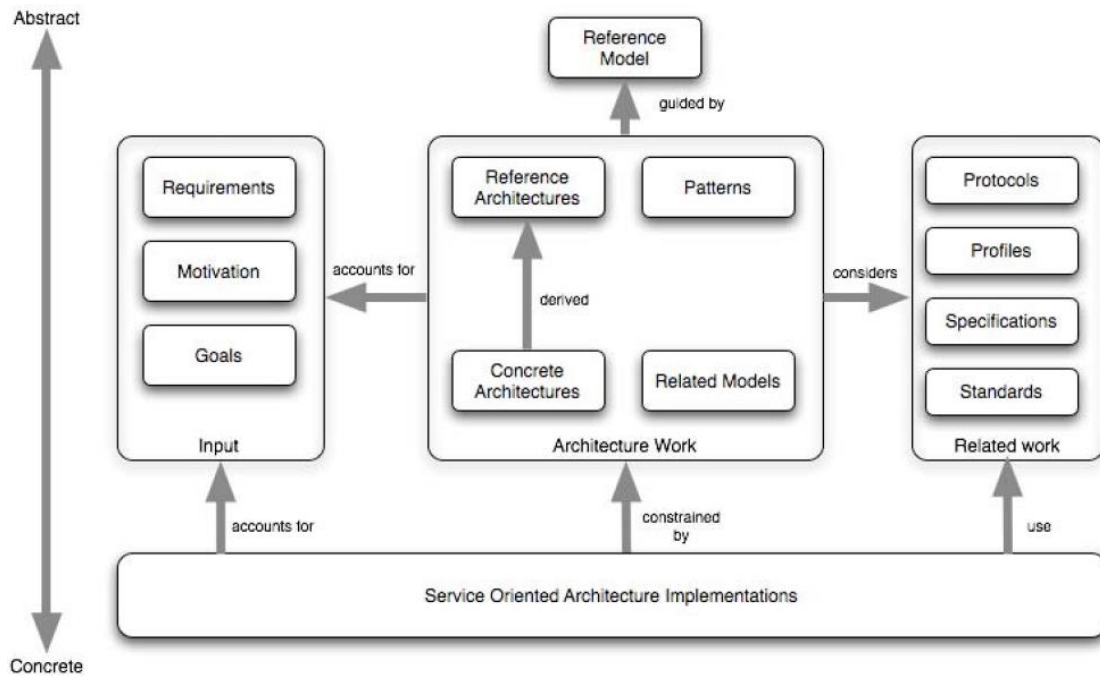 Abstract
Reference
Model
guided by
Requirements
Motivation
Goals
Input
accounts for
Reference
Architectures
Patterns
derived
Concrete
Architectures
Related Models
Architecture Work
considers
Protocols
Profiles
Specifications
Standards
Related work
accounts for
constrained
by
use
Service Oriented Architecture Implementations
Concrete